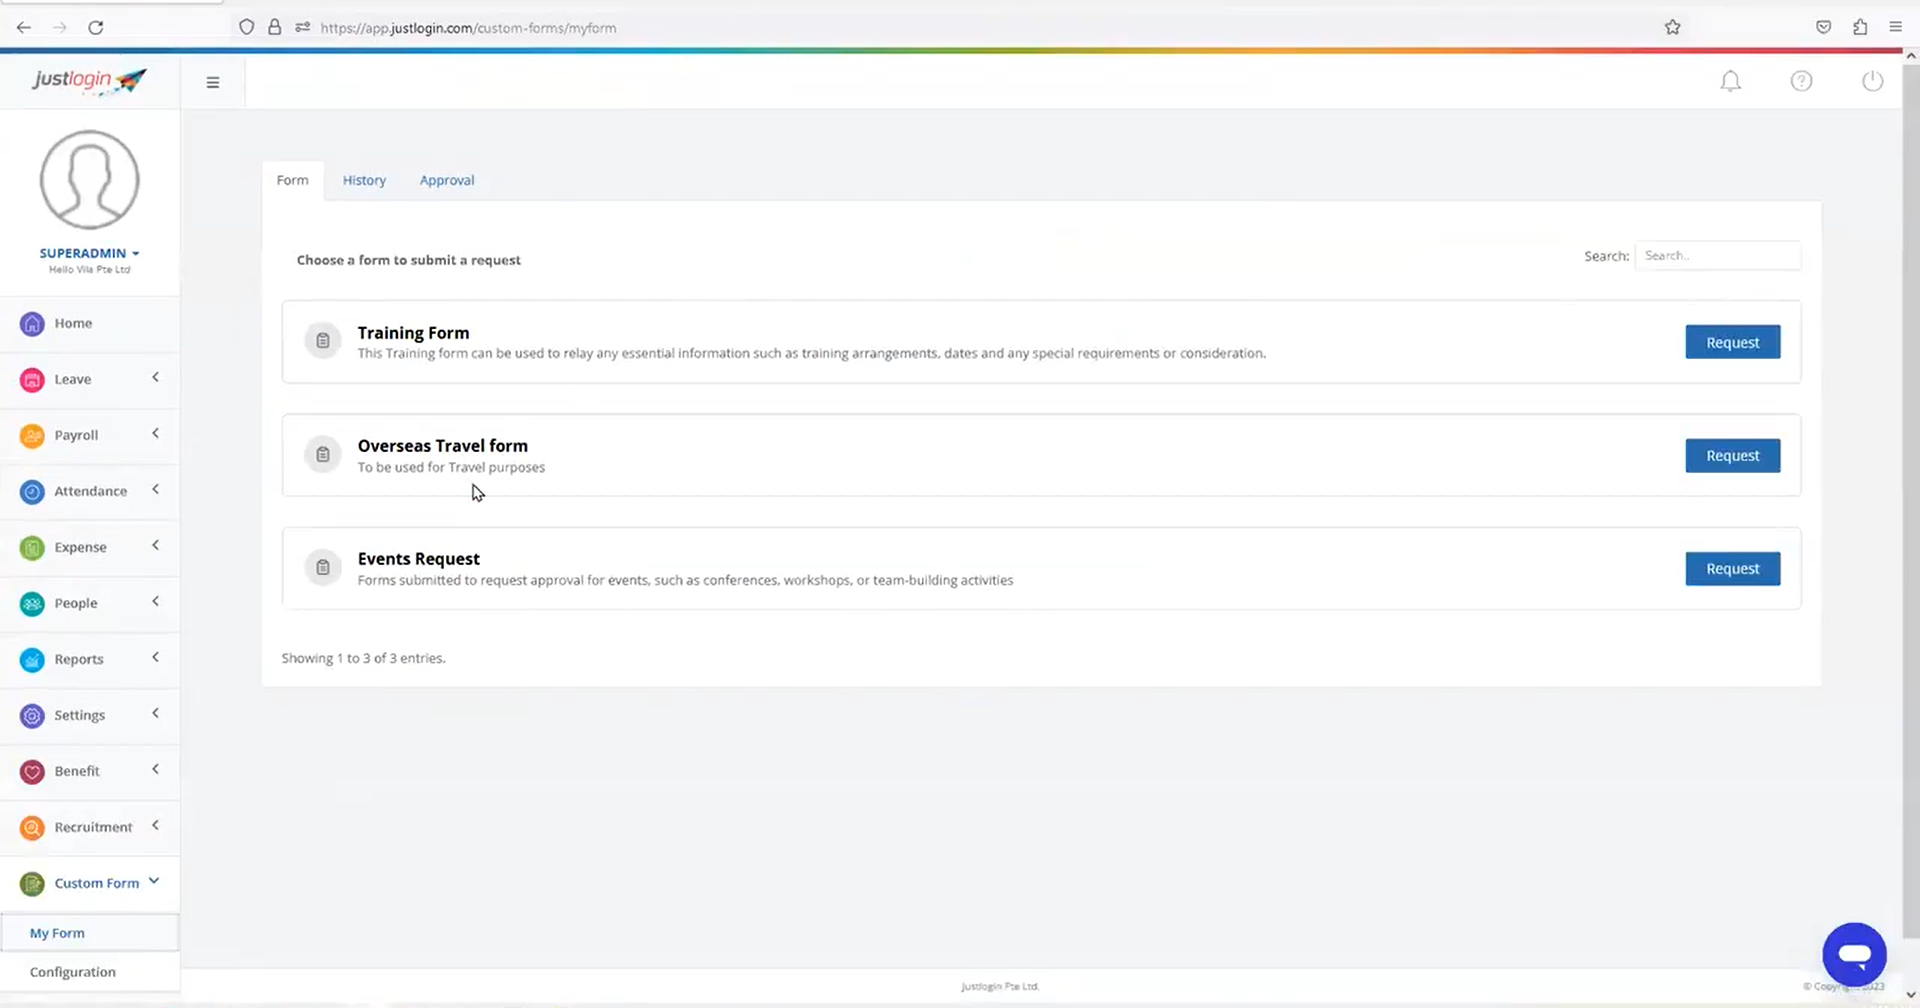 https://app.justlogin.com/custom-forms/myform
justlogin
SUPERADMIN
Hello Vila Pte Ltd
Home
Leave
Payroll
Attendance
Expense
People
Reports
Settings
Benefit
Recruitment
Custom Form
My Form
Configuration
Form History Approval
Choose a form to submit a request
Search: Search..
Training Form
This Training form can be used to relay any essential information such as training arrangements, dates and any special requirements or consideration.
Request
Overseas Travel form
To be used for Travel purposes
Request
Events Request
Forms submitted to request approval for events, such as conferences, workshops, or team-building activities
Request
Showing 1 to 3 of 3 entries.
Justlogin Pte Ltd.
©